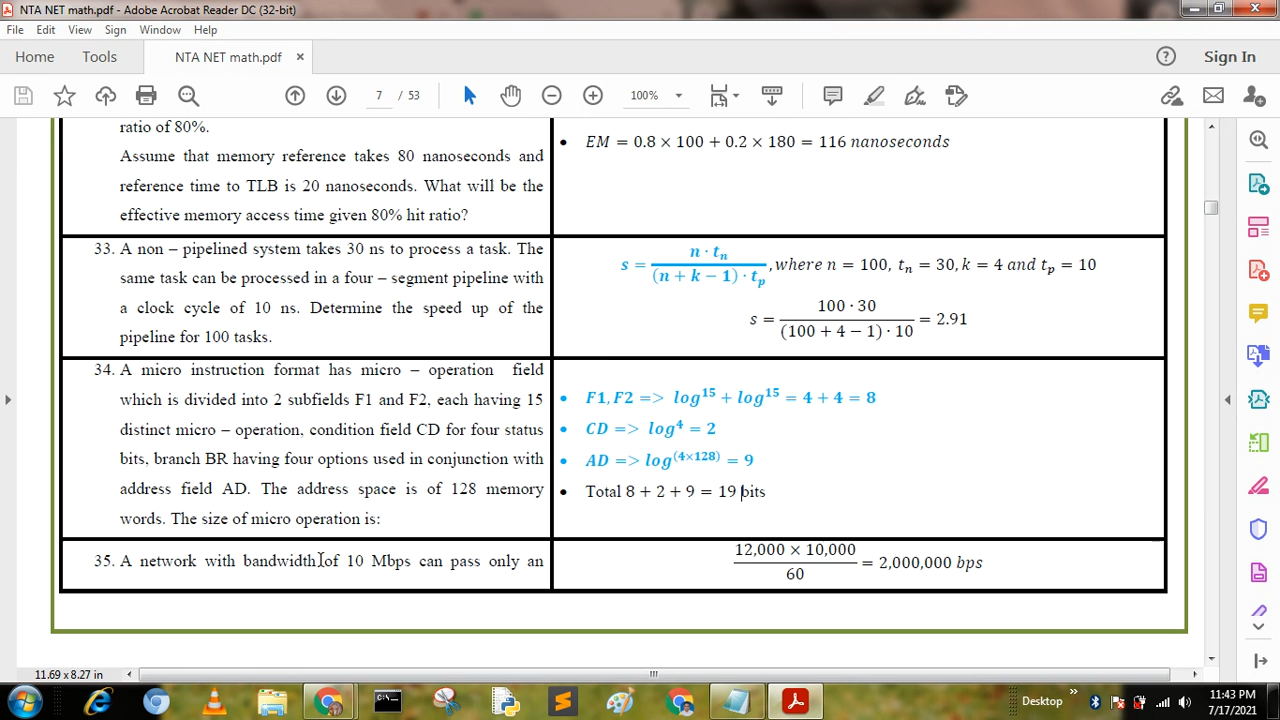 NTA NET math.pdf - Adobe Acrobat Reader DC (32-bit)
File Edit View Sign Window Help
Home Tools NTA NET math.pdf × Sign In
7 / 53 100%
ratio of 80%.
Assume that memory reference takes 80 nanoseconds and
reference time to TLB is 20 nanoseconds. What will be the
effective memory access time given 80% hit ratio?
• EM = 0.8 × 100 + 0.2 × 180 = 116 nanoseconds
33. A non – pipelined system takes 30 ns to process a task. The
same task can be processed in a four – segment pipeline with
a clock cycle of 10 ns. Determine the speed up of the
pipeline for 100 tasks.
s = n · tₙ / (n + k − 1) · tₚ , where n = 100, tₙ = 30, k = 4 and tₚ = 10
s = 100 · 30 / (100 + 4 − 1) · 10 = 2.91
34. A micro instruction format has micro – operation field
which is divided into 2 subfields F1 and F2, each having 15
distinct micro – operation, condition field CD for four status
bits, branch BR having four options used in conjunction with
address field AD. The address space is of 128 memory
words. The size of micro operation is:
• F1, F2 => log¹⁵ + log¹⁵ = 4 + 4 = 8
• CD => log⁴ = 2
• AD => log⁽⁴ˣ¹²⁸⁾ = 9
• Total 8 + 2 + 9 = 19 bits
35. A network with bandwidth of 10 Mbps can pass only an
12,000 × 10,000 / 60 = 2,000,000 bps
11.69 x 8.27 in
Desktop » 11:43 PM
7/17/2021